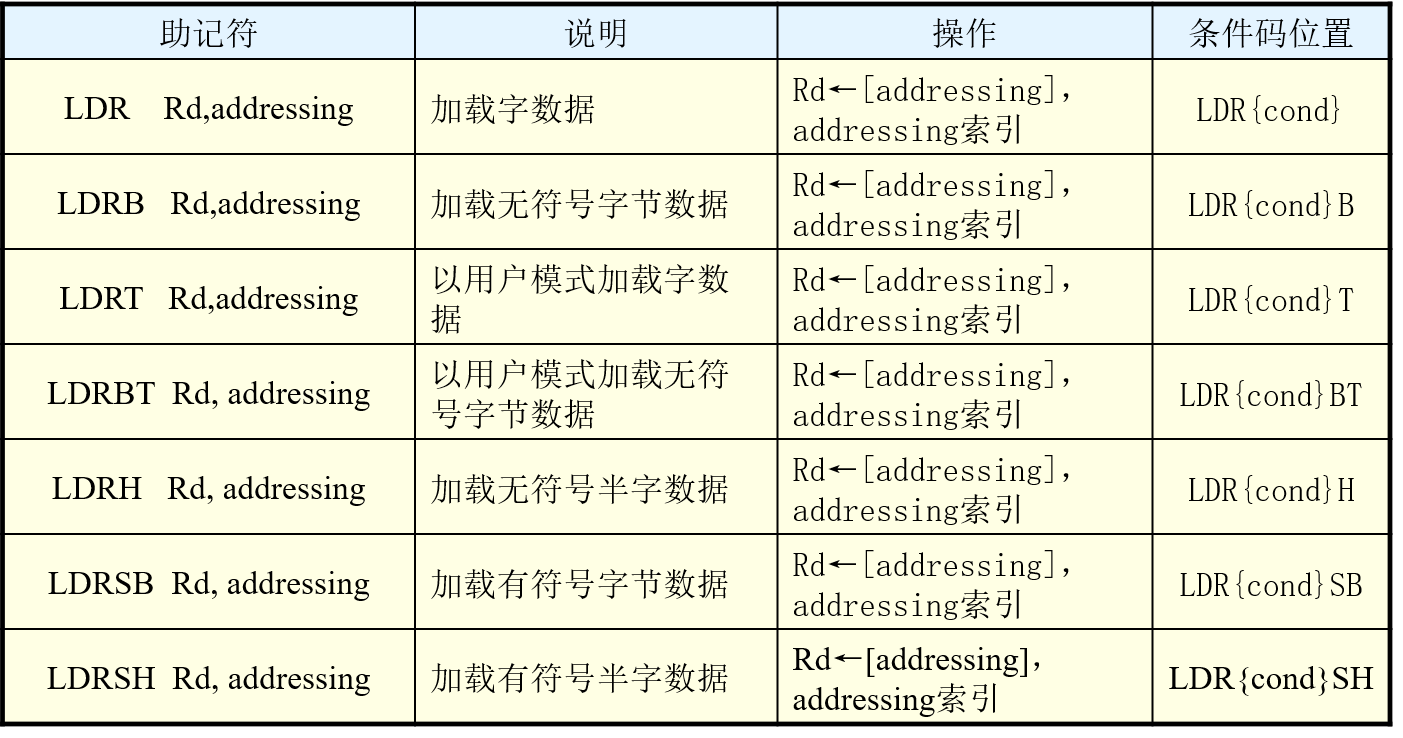 助记符 说明 操作 条件码位置
LDR Rd,addressing 加载字数据 Rd←[addressing],
addressing索引 LDR{cond}
LDRB Rd,addressing 加载无符号字节数据 Rd←[addressing],
addressing索引 LDR{cond}B
LDRT Rd,addressing 以用户模式加载字数
据 Rd←[addressing],
addressing索引 LDR{cond}T
LDRBT Rd, addressing 以用户模式加载无符
号字节数据 Rd←[addressing],
addressing索引 LDR{cond}BT
LDRH Rd, addressing 加载无符号半字数据 Rd←[addressing],
addressing索引 LDR{cond}H
LDRSB Rd, addressing 加载有符号字节数据 Rd←[addressing],
addressing索引 LDR{cond}SB
LDRSH Rd, addressing 加载有符号半字数据 Rd←[addressing],
addressing索引 LDR{cond}SH